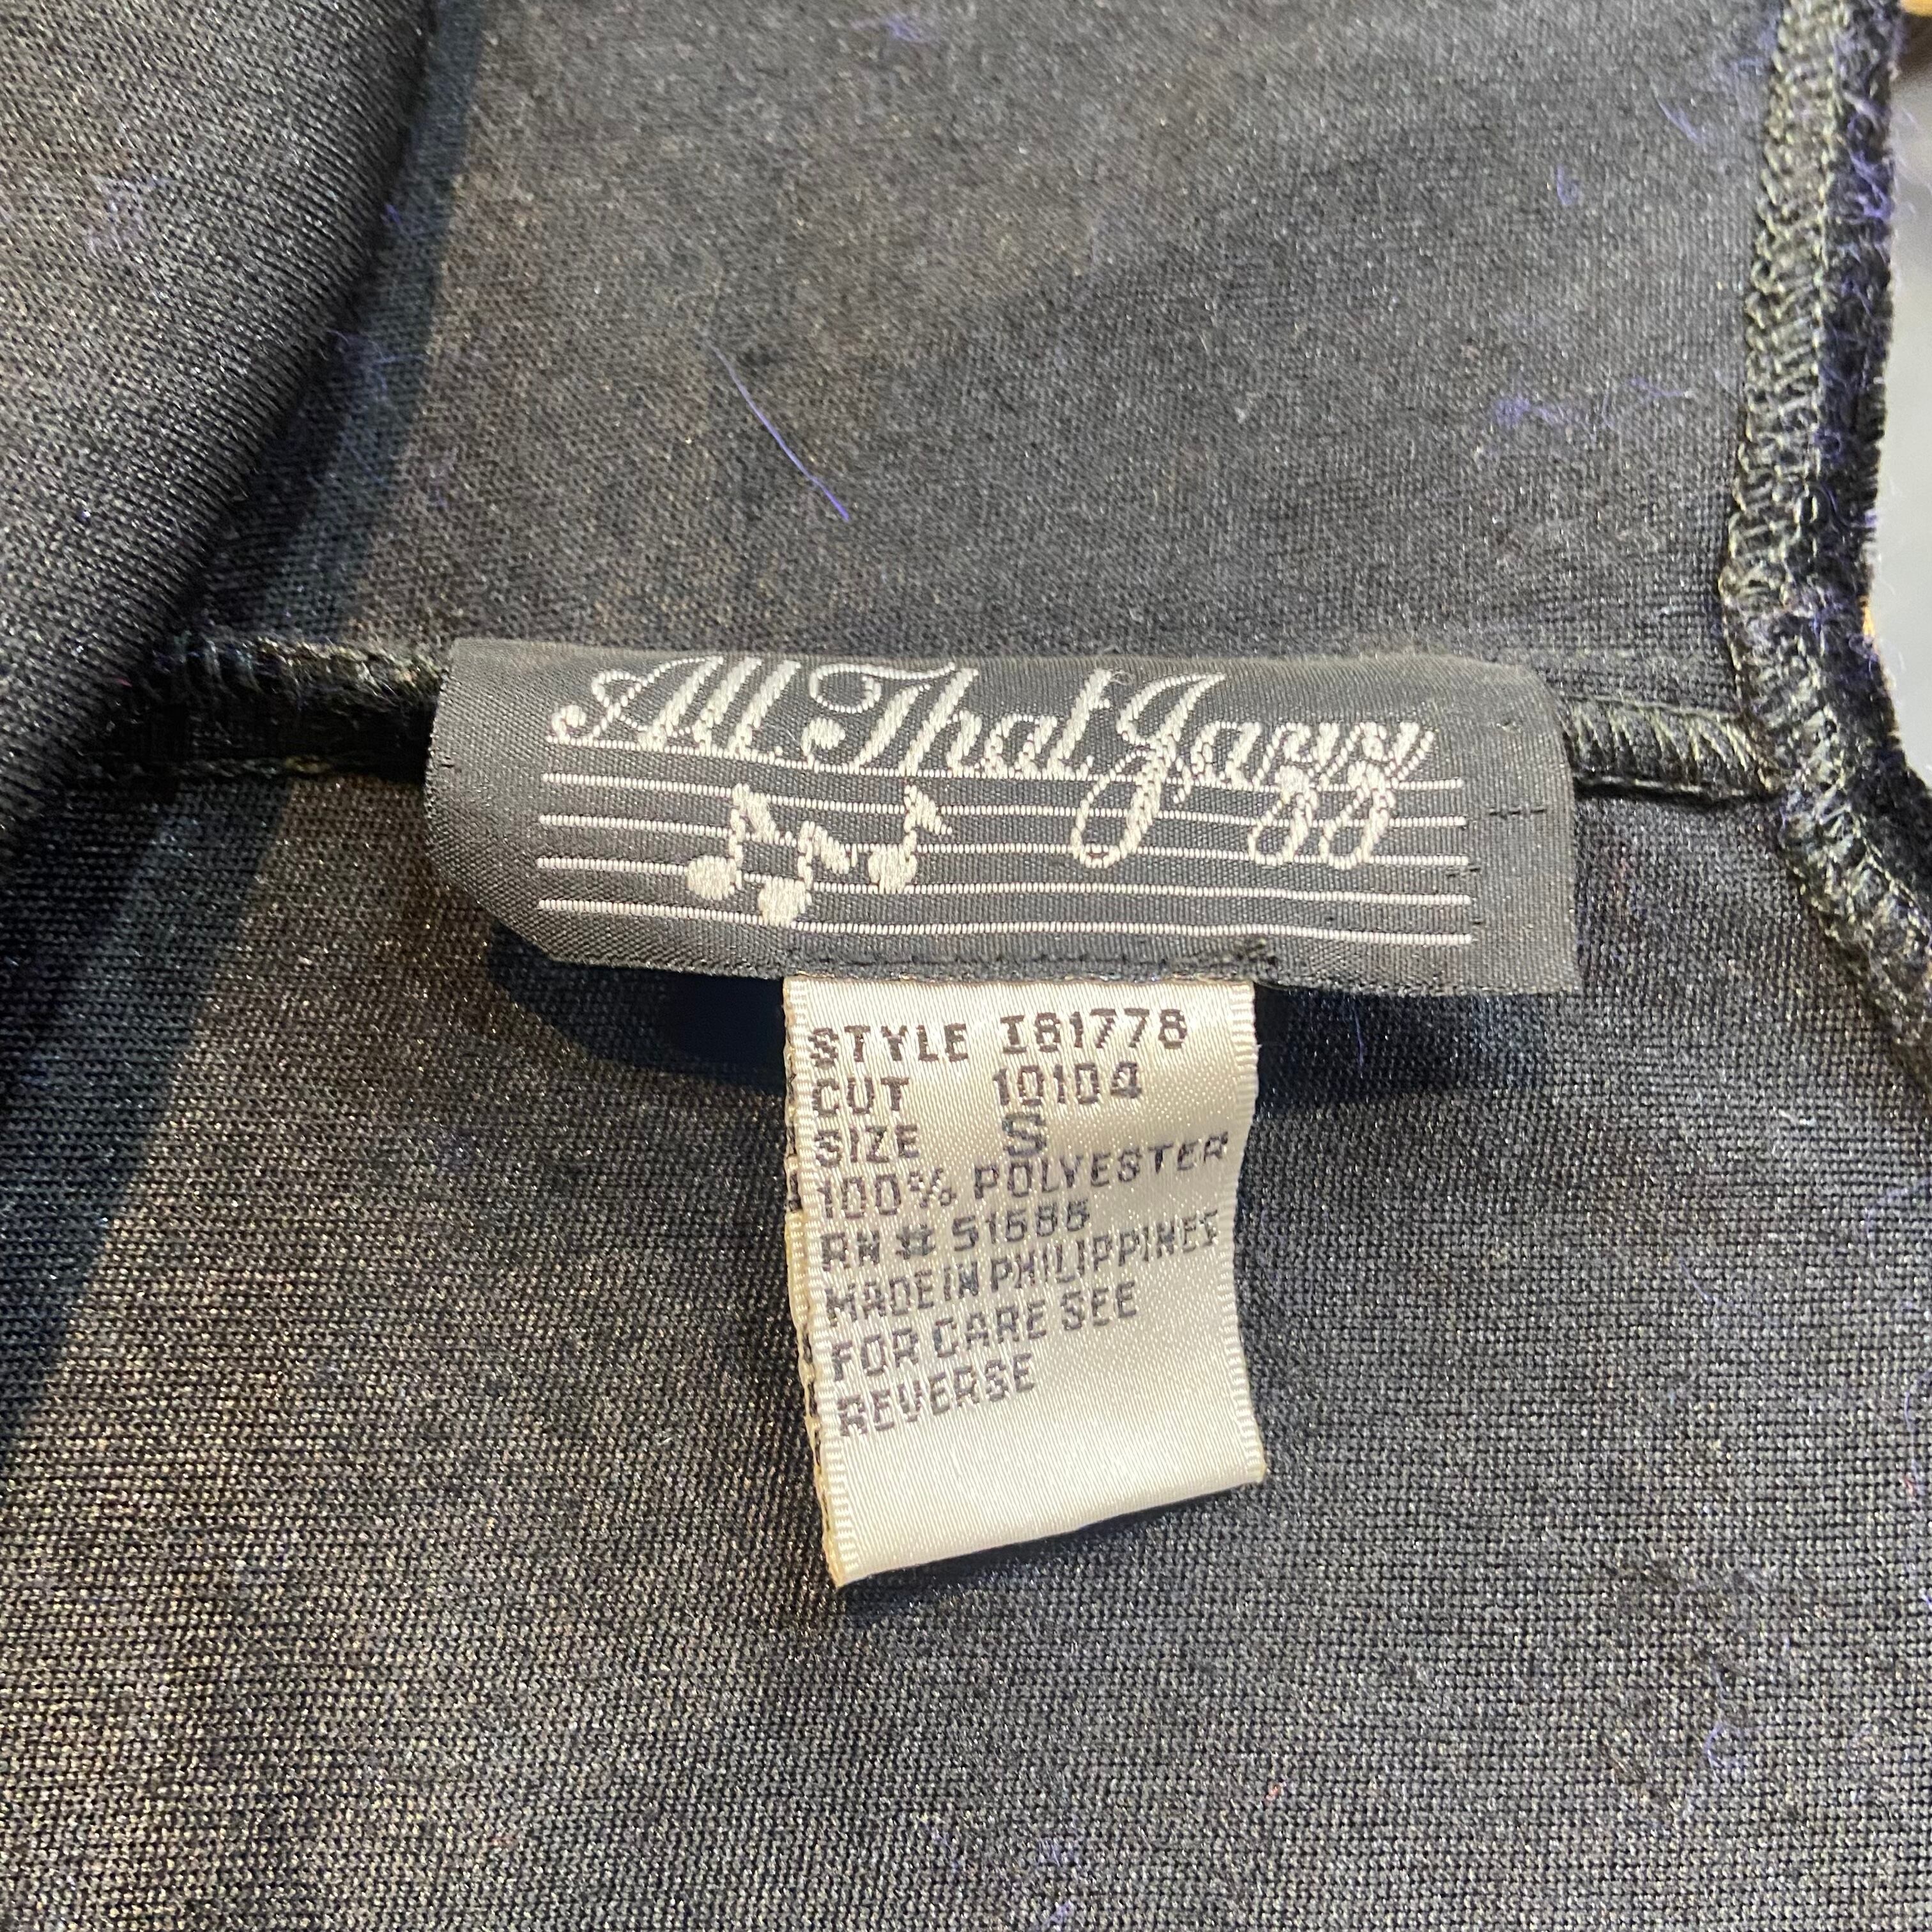 All That Jazz
STYLE I61778
CUT 10104
SIZE S
100% POLYESTER
RN # 51586
MADE IN PHILIPPINES
FOR CARE SEE
REVERSE